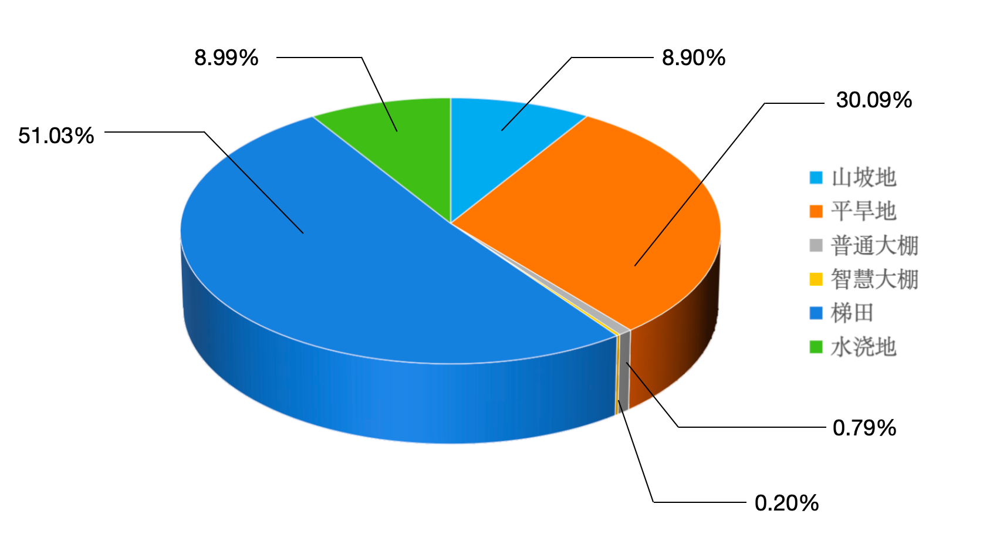 8.99%
8.90%
30.09%
51.03%
山坡地
平旱地
普通大棚
智慧大棚
梯田
水浇地
0.79%
0.20%